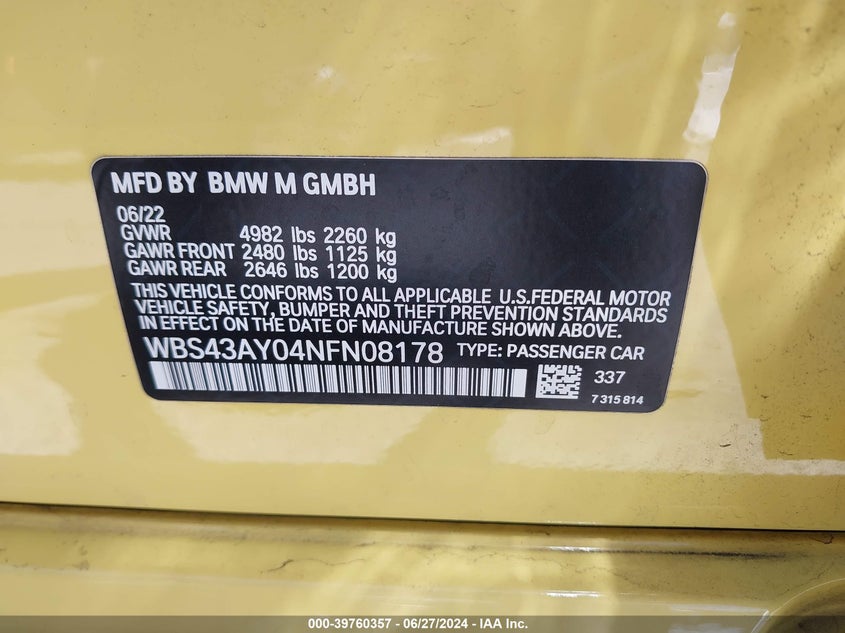 MFD BY BMW M GMBH
06/22
GVWR 4982 lbs 2260 kg
GAWR FRONT 2480 lbs 1125 kg
GAWR REAR 2646 lbs 1200 kg
THIS VEHICLE CONFORMS TO ALL APPLICABLE U.S.FEDERAL MOTOR
VEHICLE SAFETY, BUMPER AND THEFT PREVENTION STANDARDS
IN EFFECT ON THE DATE OF MANUFACTURE SHOWN ABOVE.
WBS43AY04NFN08178 TYPE: PASSENGER CAR
337
7 315 814
000-39760357 - 06/27/2024 - IAA Inc.